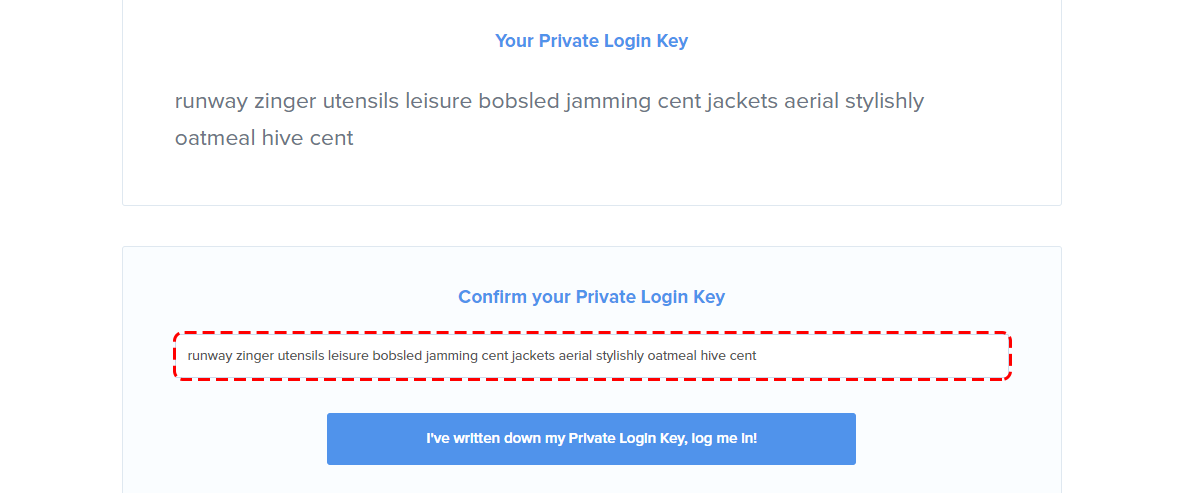 Your Private Login Key
runway zinger utensils leisure bobsled jamming cent jackets aerial stylishly
oatmeal hive cent
Confirm your Private Login Key
runway zinger utensils leisure bobsled jamming cent jackets aerial stylishly oatmeal hive cent
I've written down my Private Login Key, log me in!